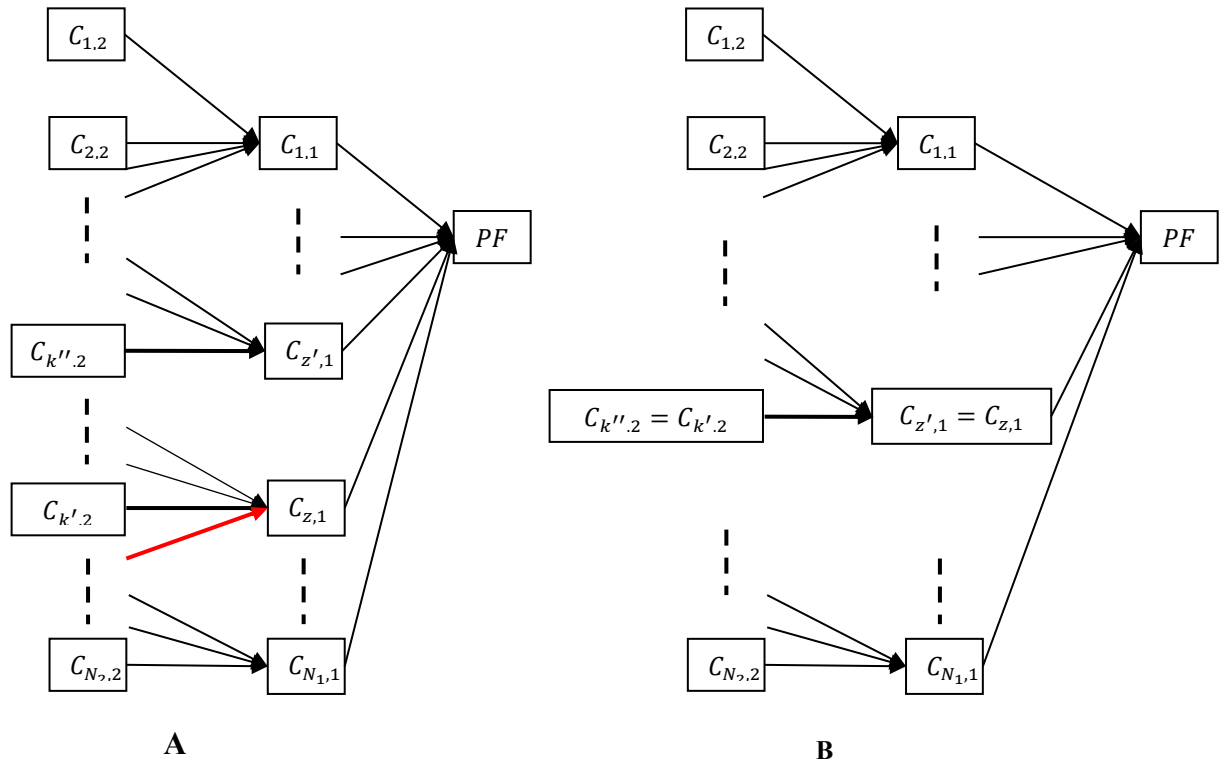 C_{1,2} C_{1,2}
C_{2,2} C_{1,1} C_{2,2} C_{1,1}
PF PF
C_{k''.2} C_{z',1}
C_{k''.2} = C_{k'.2} C_{z',1} = C_{z,1}
C_{k'.2} C_{z,1}
C_{N_2,2} C_{N_1,1} C_{N_2,2} C_{N_1,1}
A B